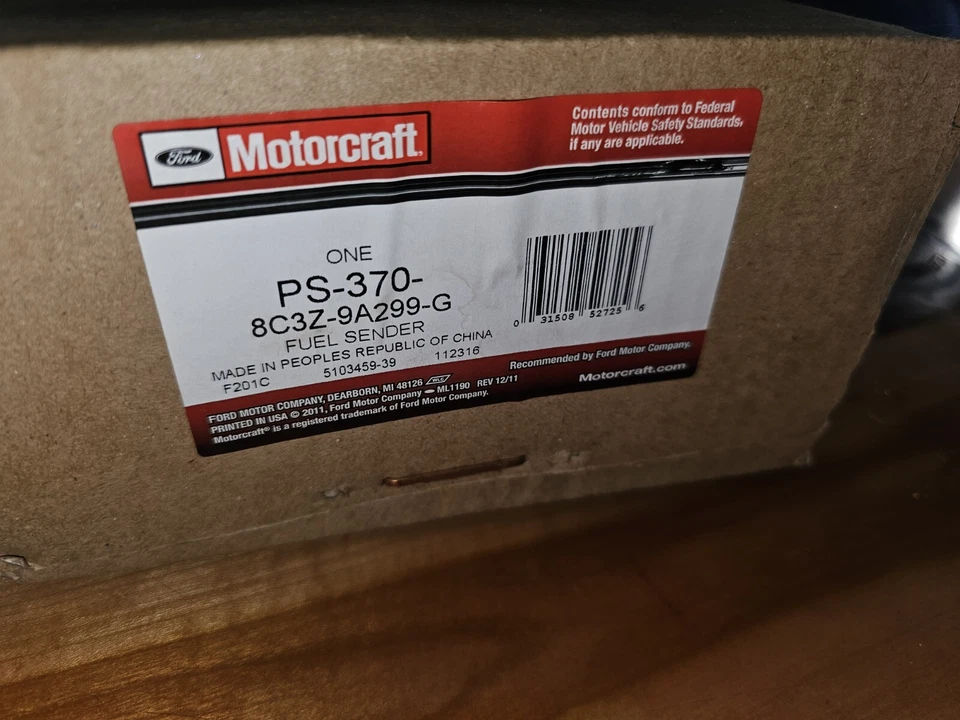 Ford Motorcraft®
Contents conform to Federal
Motor Vehicle Safety Standards,
if any are applicable.
ONE
PS-370-
8C3Z-9A299-G
FUEL SENDER
MADE IN PEOPLES REPUBLIC OF CHINA
F201C 5103459-39 112316
0 31508 52725 6
Recommended by Ford Motor Company.
Motorcraft.com
FORD MOTOR COMPANY, DEARBORN, MI 48126
PRINTED IN USA © 2011, Ford Motor Company — ML1190 REV 12/11
Motorcraft® is a registered trademark of Ford Motor Company.